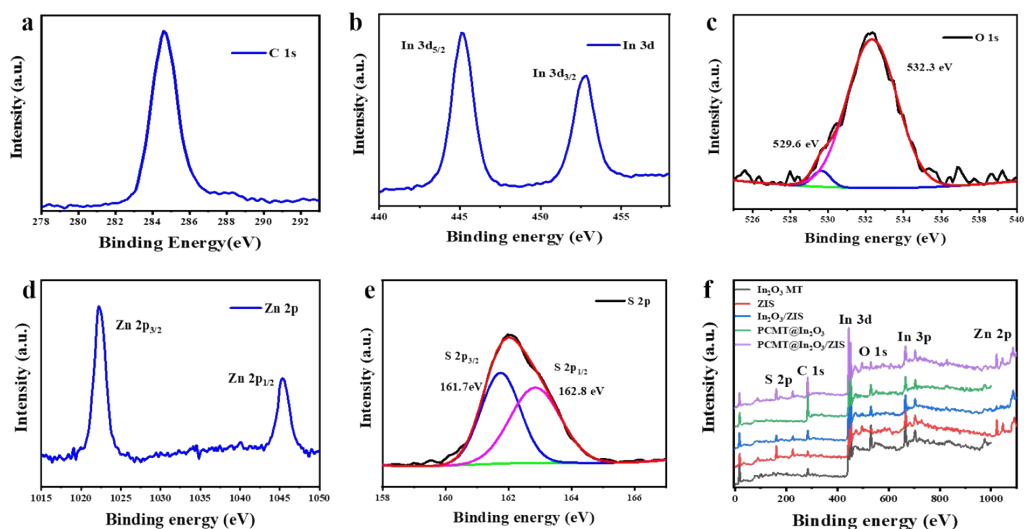 a
C 1s
Intensity (a.u.)
278 280 282 284 286 288 290 292
Binding Energy(eV)
b
In 3d5/2
In 3d3/2
In 3d
Intensity (a.u.)
440 445 450 455
Binding energy (eV)
c
O 1s
532.3 eV
529.6 eV
Intensity (a.u.)
526 528 530 532 534 536 538 540
Binding energy (eV)
d
Zn 2p
Zn 2p3/2
Zn 2p1/2
Intensity (a.u.)
1015 1020 1025 1030 1035 1040 1045 1050
Binding energy (eV)
e
S 2p
S 2p3/2
161.7eV
S 2p1/2
162.8 eV
Intensity (a.u.)
158 160 162 164 166
Binding energy (eV)
f
In2O3 MT
ZIS
In2O3/ZIS
PCMT@In2O3
PCMT@In2O3/ZIS
S 2p
C 1s
In 3d
O 1s
In 3p
Zn 2p
Intensity (a.u.)
0 200 400 600 800 1000
Binding energy (eV)